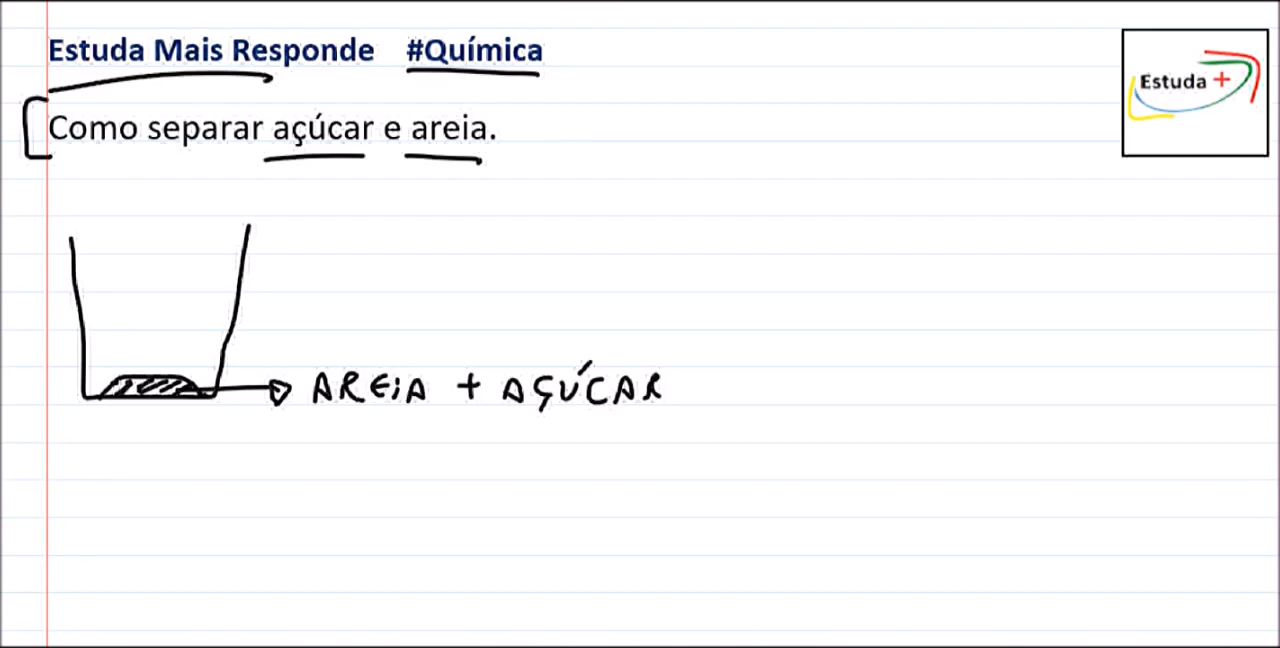 Estuda Mais Responde #Química
Estuda +
Como separar açúcar e areia.
AREiA + AÇÚCAR